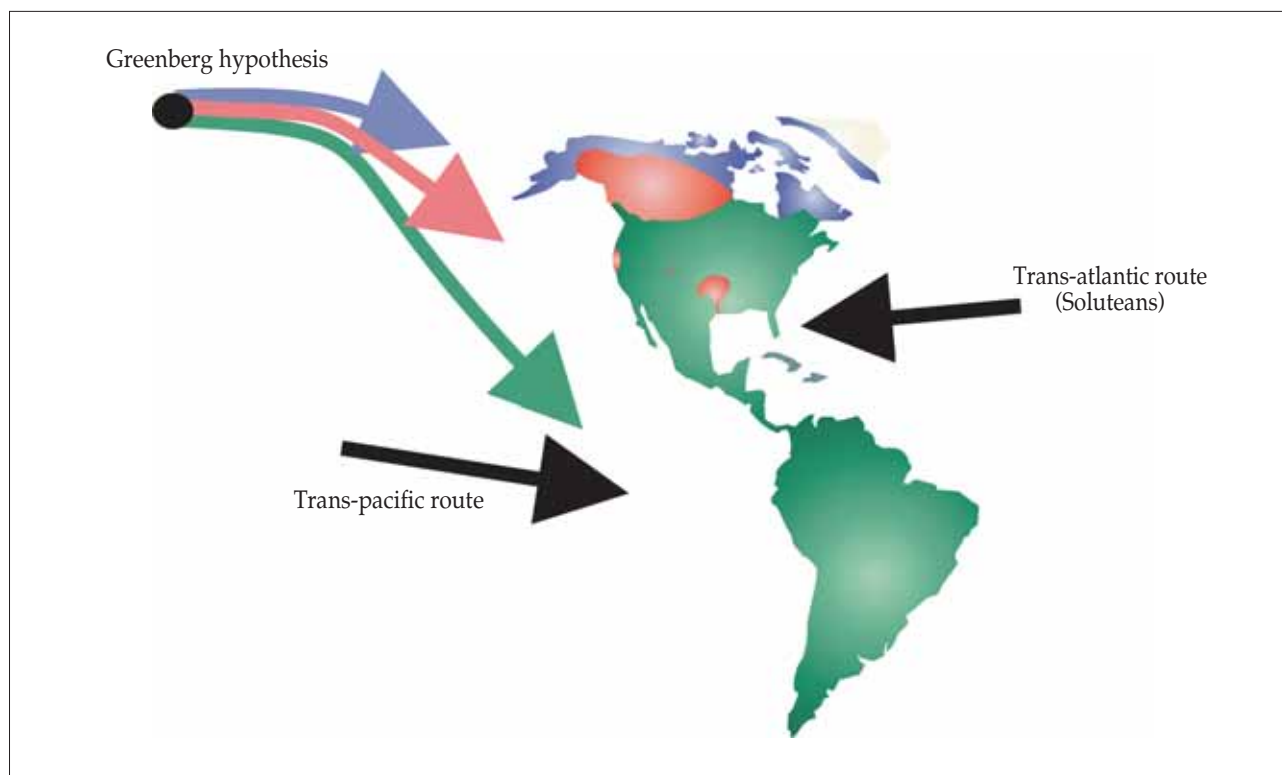 Greenberg hypothesis
Trans-atlantic route
(Soluteans)
Trans-pacific route